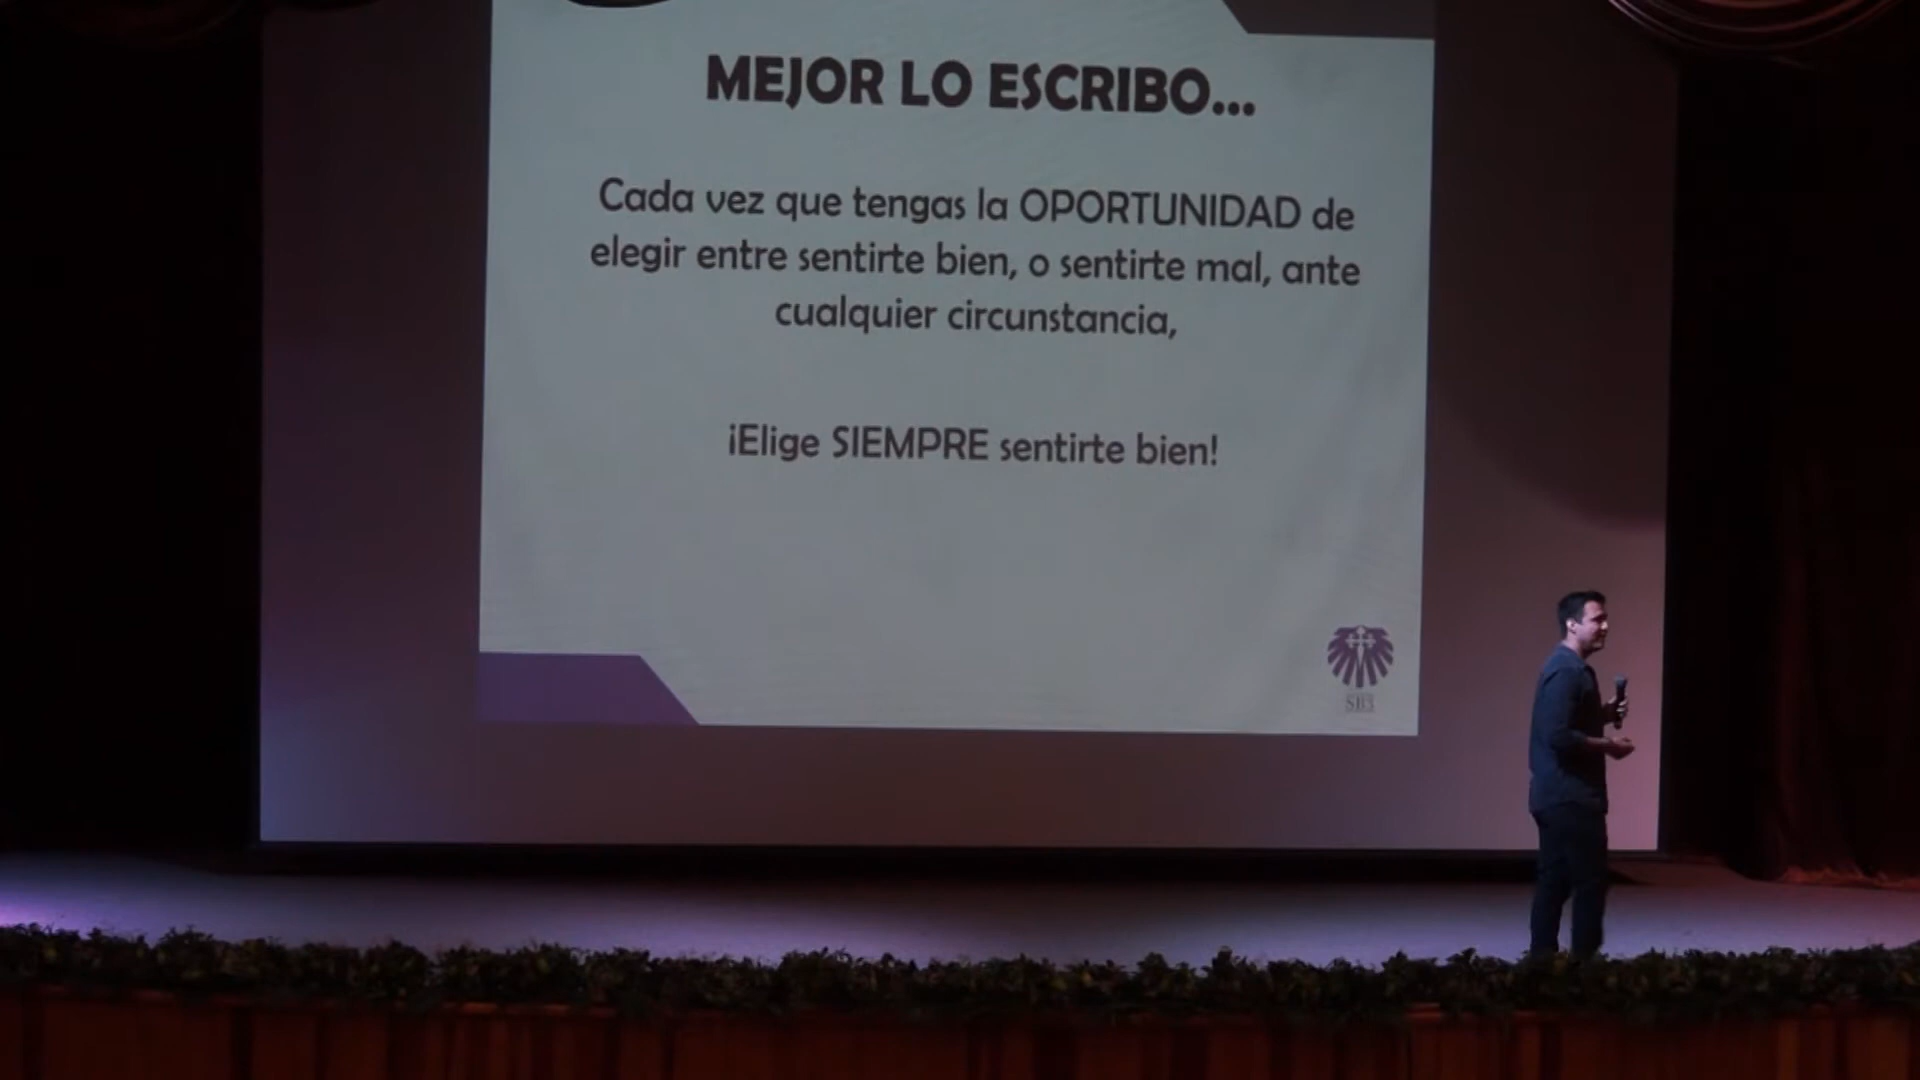 MEJOR LO ESCRIBO...
Cada vez que tengas la OPORTUNIDAD de
elegir entre sentirte bien, o sentirte mal, ante
cualquier circunstancia,
¡Elige SIEMPRE sentirte bien!